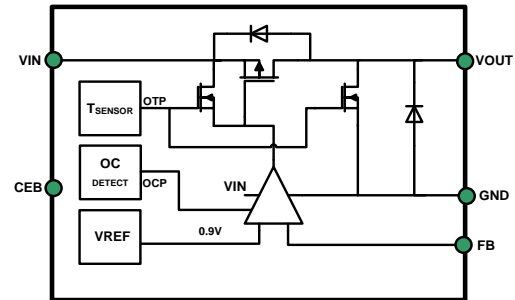 VIN
VOUT
TSENSOR
OTP
OC
DETECT
OCP
CEB
VIN
GND
VREF
0.9V
FB